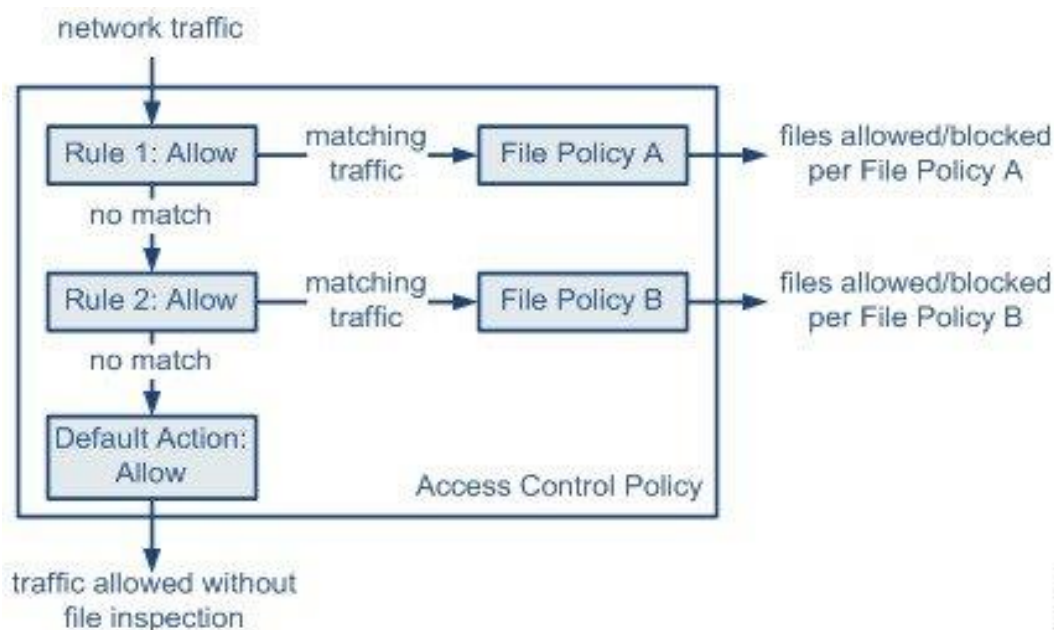 network traffic
Rule 1: Allow
matching
traffic
File Policy A
files allowed/blocked
per File Policy A
no match
Rule 2: Allow
matching
traffic
File Policy B
files allowed/blocked
per File Policy B
no match
Default Action:
Allow
Access Control Policy
traffic allowed without
file inspection